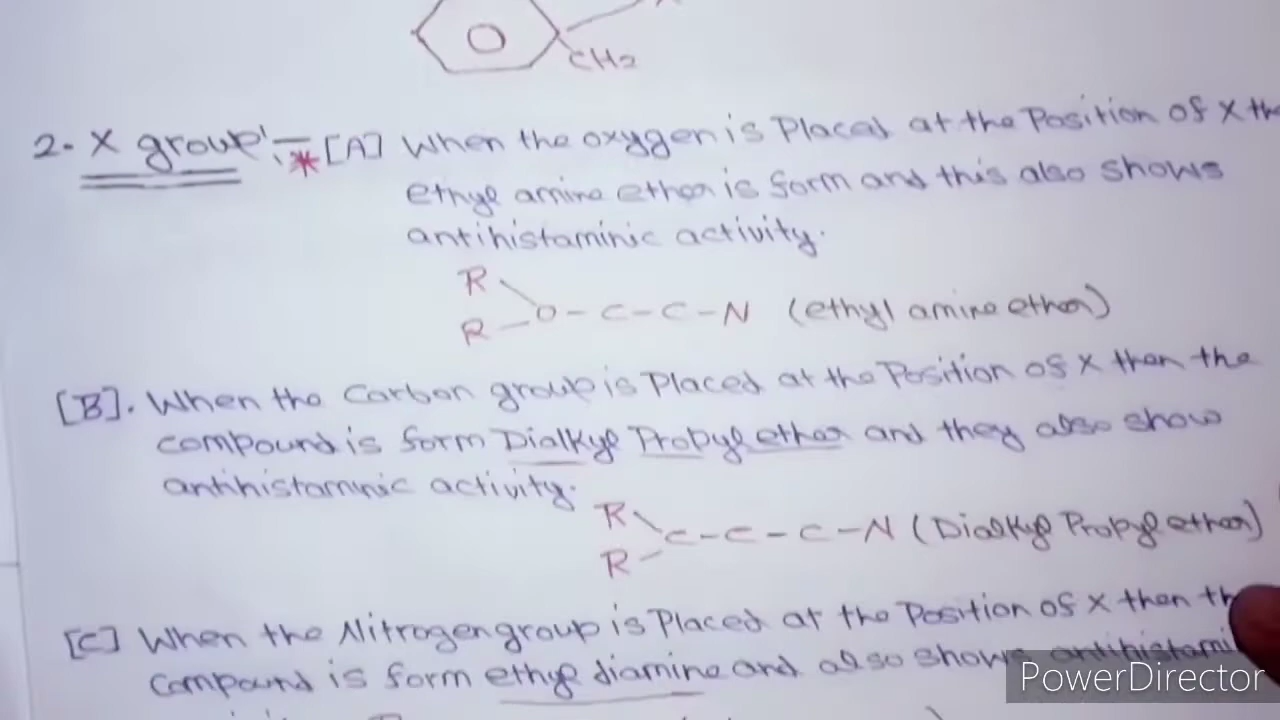 CH2
2. X group :- * [A] When the oxygen is Placed at the Position of X the
ethyl amine ether is form and this also shows
antihistaminic activity.
R
R O-C-C-N (ethyl amine ether)
[B]. When the Carbon group is Placed at the Position of X then the
compound is form Dialkyl Propyl ether and they also show
antihistaminic activity.
R
R C-C-C-N (Dialkyl Propyl ether)
[C] When the Nitrogen group is Placed at the Position of X then th
Compound is form ethyl diamine and also shows antihistami
PowerDirector